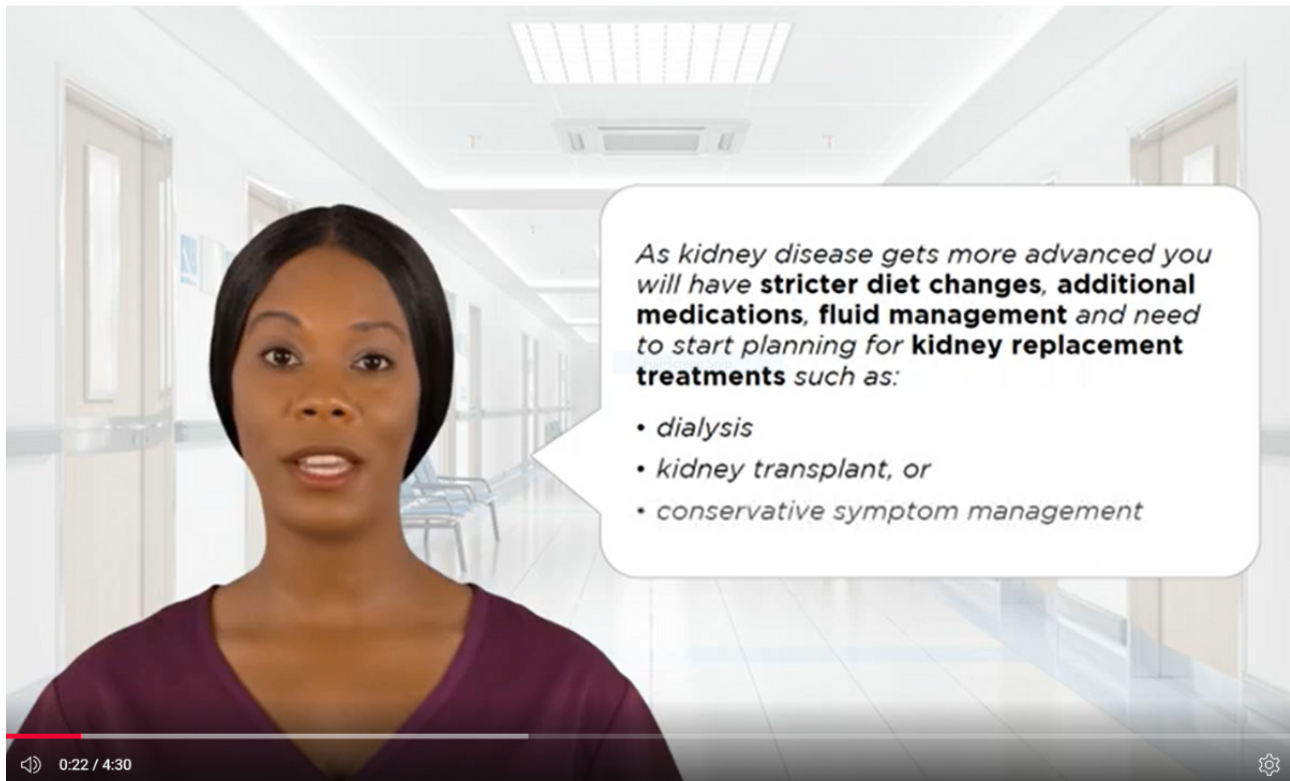 As kidney disease gets more advanced you
will have stricter diet changes, additional
medications, fluid management and need
to start planning for kidney replacement
treatments such as:
• dialysis
• kidney transplant, or
• conservative symptom management
0:22 / 4:30